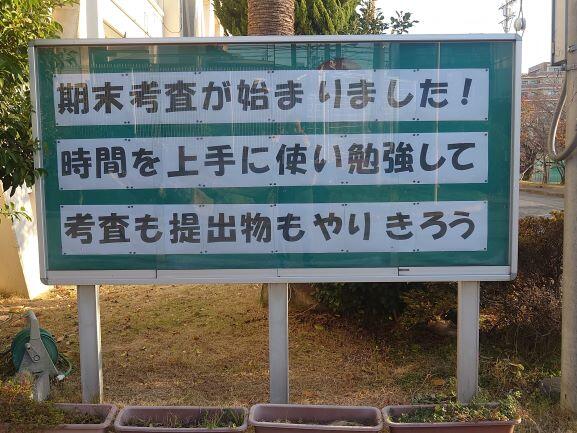 期末考査が始まりました！
時間を上手に使い勉強して
考査も提出物もやりきろう